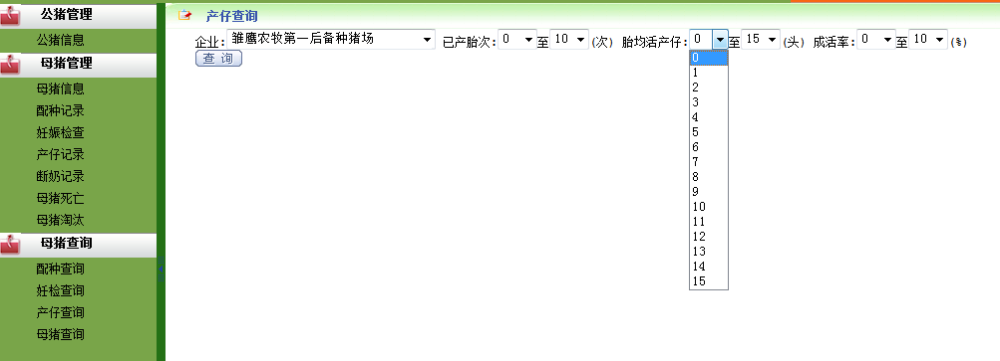 公猪管理
公猪信息
母猪管理
母猪信息
配种记录
妊娠检查
产仔记录
断奶记录
母猪死亡
母猪淘汰
母猪查询
配种查询
妊检查询
产仔查询
母猪查询
产仔查询
企业: 雏鹰农牧第一后备种猪场 已产胎次: 0 至 10 (次) 胎均活产仔: 0 至 15 (头) 成活率: 0 至 10 (%)
查 询
0
1
2
3
4
5
6
7
8
9
10
11
12
13
14
15